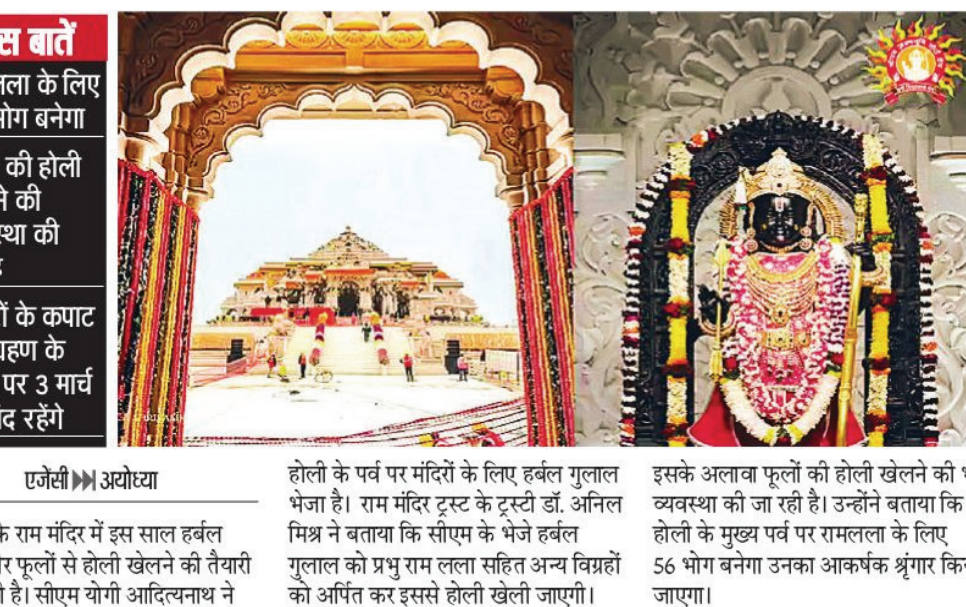 बातें
के लिए
बनेगा
की होली
की
की
के कपाट
के
पर 3 मार्च
रहेंगे
एजेंसी ▶▶ अयोध्या
राम मंदिर में इस साल हर्बल
फूलों से होली खेलने की तैयारी
है। सीएम योगी आदित्यनाथ ने
होली के पर्व पर मंदिरों के लिए हर्बल गुलाल
भेजा है। राम मंदिर ट्रस्ट के ट्रस्टी डॉ. अनिल
मिश्र ने बताया कि सीएम के भेजे हर्बल
गुलाल को प्रभु राम लला सहित अन्य विग्रहों
को अर्पित कर इससे होली खेली जाएगी।
इसके अलावा फूलों की होली खेलने की
व्यवस्था की जा रही है। उन्होंने बताया कि
होली के मुख्य पर्व पर रामलला के लिए
56 भोग बनेगा उनका आकर्षक श्रृंगार
जाएगा।